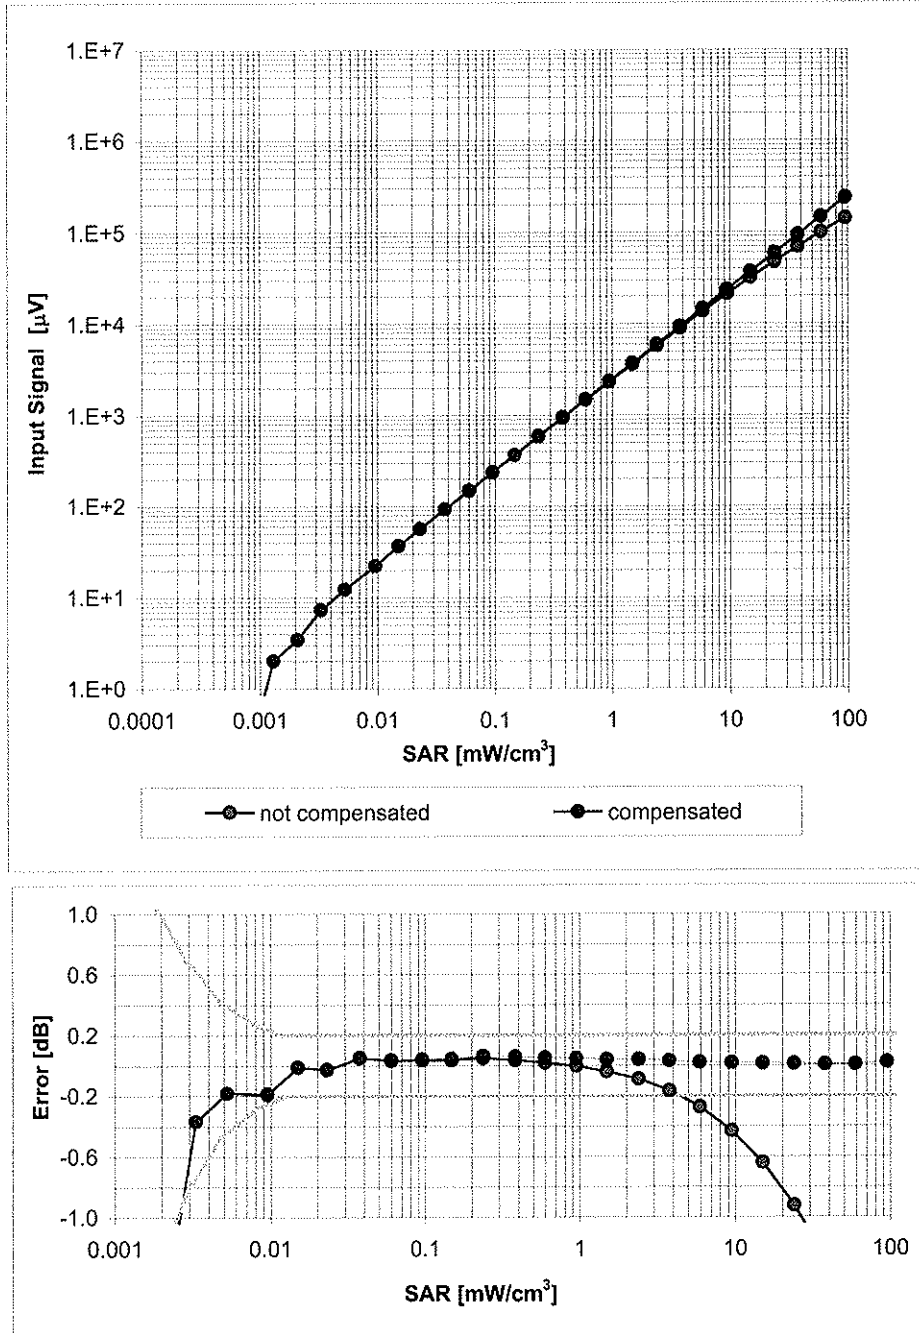 1.E+7
1.E+6
1.E+5
1.E+4
1.E+3
1.E+2
1.E+1
1.E+0
Input Signal [µV]
0.0001 0.001 0.01 0.1 1 10 100
SAR [mW/cm³]
not compensated compensated
1.0
0.6
0.2
-0.2
-0.6
-1.0
Error [dB]
0.001 0.01 0.1 1 10 100
SAR [mW/cm³]